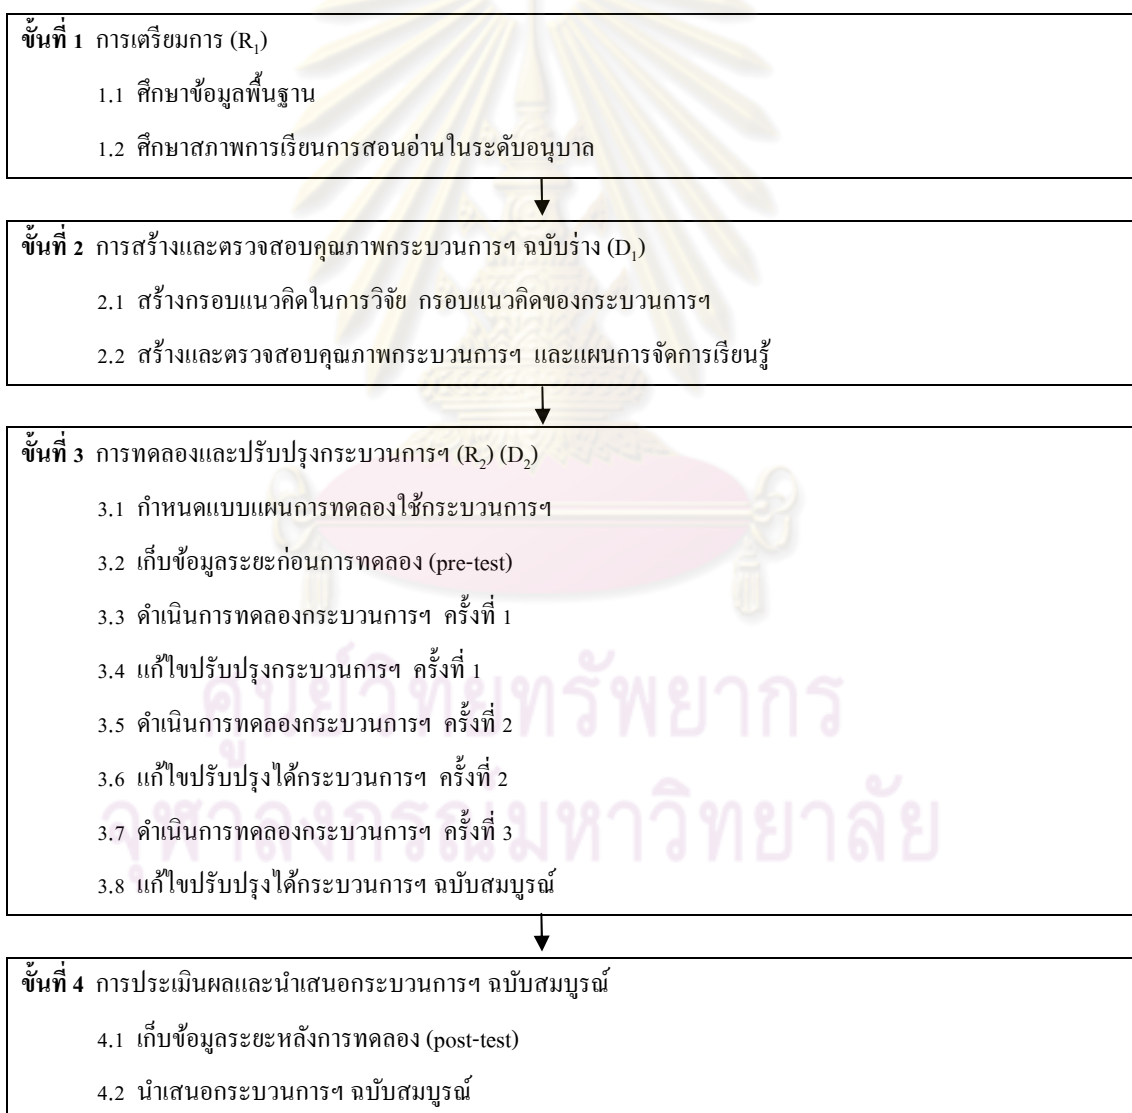 ขั้นที่ 1 การเตรียมการ (R₁)
1.1 ศึกษาข้อมูลพื้นฐาน
1.2 ศึกษาสภาพการเรียนการสอนอ่านในระดับอนุบาล
ขั้นที่ 2 การสร้างและตรวจสอบคุณภาพกระบวนการฯ ฉบับร่าง (D₁)
2.1 สร้างกรอบแนวคิดในการวิจัย กรอบแนวคิดของกระบวนการฯ
2.2 สร้างและตรวจสอบคุณภาพกระบวนการฯ และแผนการจัดการเรียนรู้
ขั้นที่ 3 การทดลองและปรับปรุงกระบวนการฯ (R₂) (D₂)
3.1 กำหนดแบบแผนการทดลองใช้กระบวนการฯ
3.2 เก็บข้อมูลระยะก่อนการทดลอง (pre-test)
3.3 ดำเนินการทดลองกระบวนการฯ ครั้งที่ 1
3.4 แก้ไขปรับปรุงกระบวนการฯ ครั้งที่ 1
3.5 ดำเนินการทดลองกระบวนการฯ ครั้งที่ 2
3.6 แก้ไขปรับปรุงได้กระบวนการฯ ครั้งที่ 2
3.7 ดำเนินการทดลองกระบวนการฯ ครั้งที่ 3
3.8 แก้ไขปรับปรุงได้กระบวนการฯ ฉบับสมบูรณ์
ศูนย์วิทยทรัพยากร
จุฬาลงกรณ์มหาวิทยาลัย
ขั้นที่ 4 การประเมินผลและนำเสนอกระบวนการฯ ฉบับสมบูรณ์
4.1 เก็บข้อมูลระยะหลังการทดลอง (post-test)
4.2 นำเสนอกระบวนการฯ ฉบับสมบูรณ์